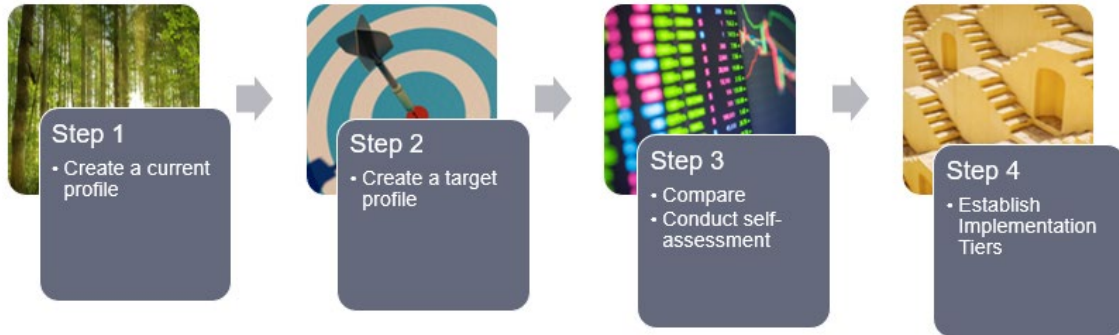 Step 1
• Create a current
profile
Step 2
• Create a target
profile
Step 3
• Compare
• Conduct self-
assessment
Step 4
• Establish
Implementation
Tiers